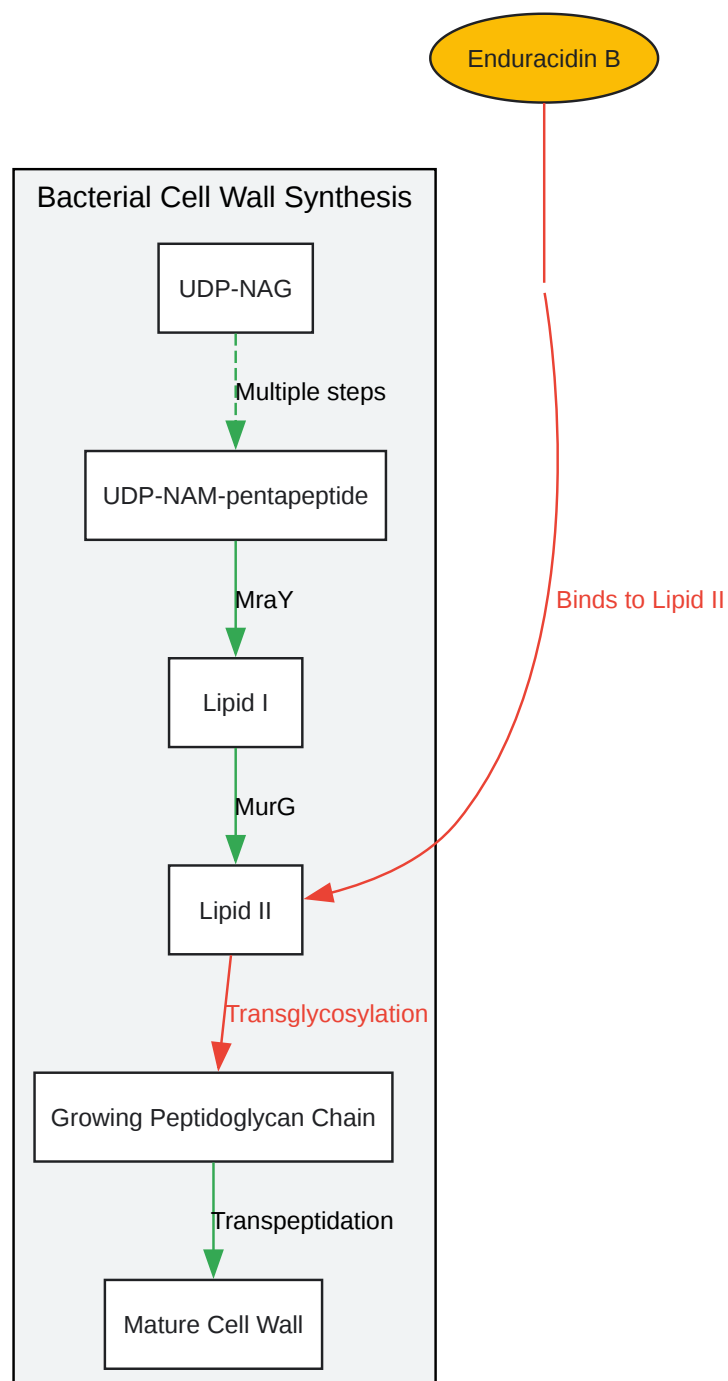 Enduracidin B
Bacterial Cell Wall Synthesis
UDP-NAG
Multiple steps
UDP-NAM-pentapeptide
MraY
Binds to Lipid II
Lipid I
MurG
Lipid II
Transglycosylation
Growing Peptidoglycan Chain
Transpeptidation
Mature Cell Wall